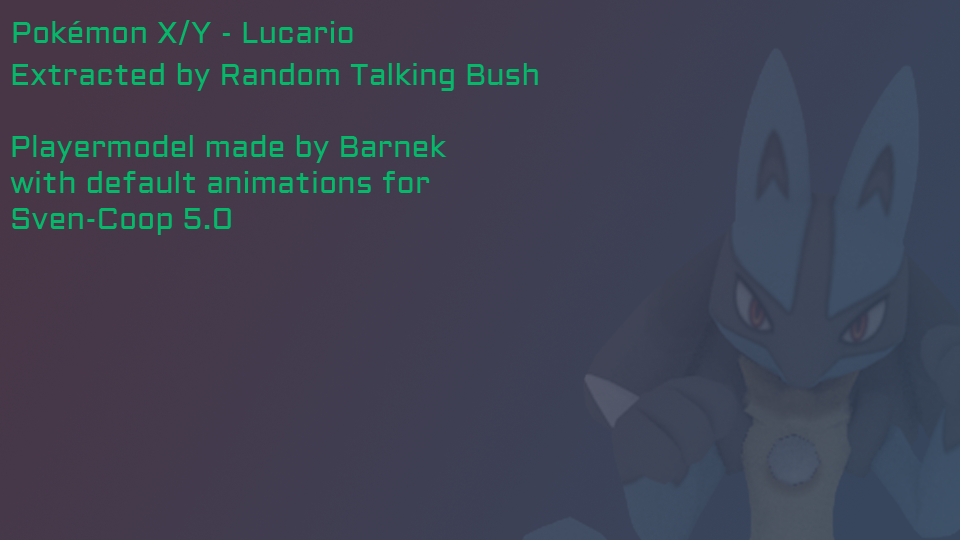 Pokémon X/Y - Lucario
Extracted by Random Talking Bush
Playermodel made by Barnek
with default animations for
Sven-Coop 5.0